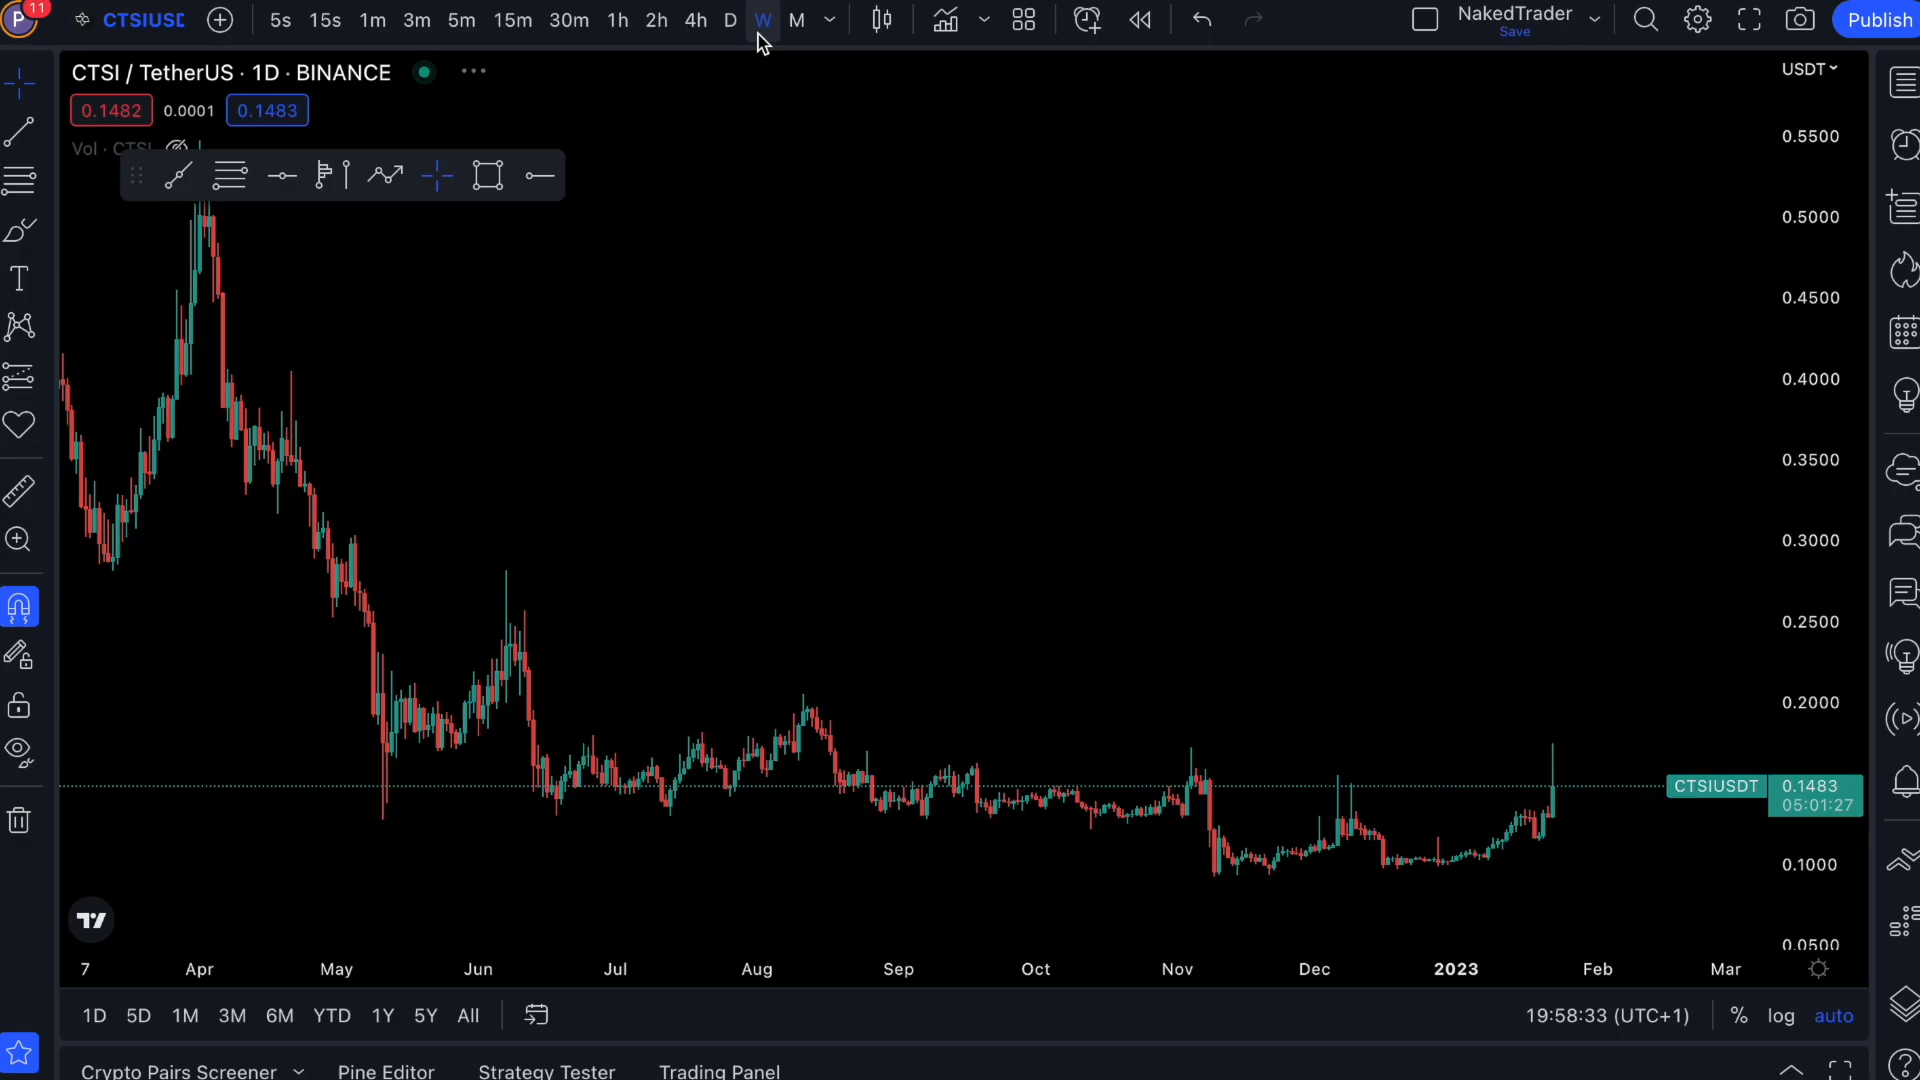 P 11 CTSIUSD 5s 15s 1m 3m 5m 15m 30m 1h 2h 4h D W M NakedTrader Save Publish
CTSI / TetherUS · 1D · BINANCE
USDT
0.1482 0.0001 0.1483
Vol · CTSI
0.5500
0.5000
0.4500
0.4000
0.3500
0.3000
0.2500
0.2000
CTSIUSDT 0.1483
05:01:27
0.1000
0.0500
7 Apr May Jun Jul Aug Sep Oct Nov Dec 2023 Feb Mar
1D 5D 1M 3M 6M YTD 1Y 5Y All 19:58:33 (UTC+1) % log auto
Crypto Pairs Screener Pine Editor Strategy Tester Trading Panel